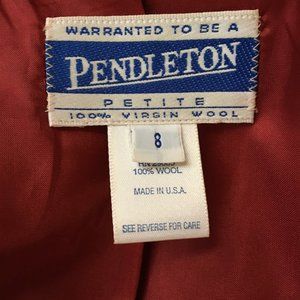 WARRANTED TO BE A
PENDLETON
PETITE
100% VIRGIN WOOL
8
100% WOOL
MADE IN U.S.A.
SEE REVERSE FOR CARE